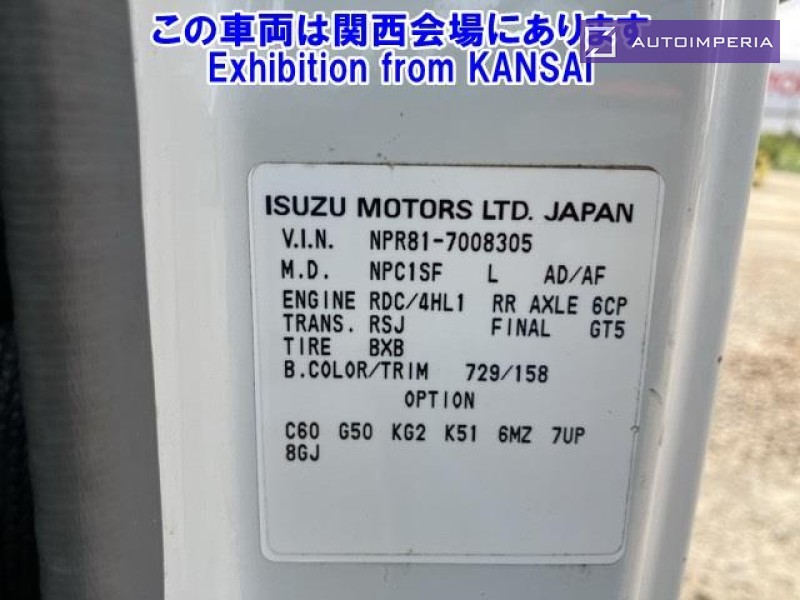 この車両は関西会場にあります
AUTOIMPERIA
Exhibition from KANSAI
ISUZU MOTORS LTD. JAPAN
V.I.N. NPR81-7008305
M.D. NPC1SF L AD/AF
ENGINE RDC/4HL1 RR AXLE 6CP
TRANS. RSJ FINAL GT5
TIRE BXB
B.COLOR/TRIM 729/158
OPTION
C60 G50 KG2 K51 6MZ 7UP
8GJ